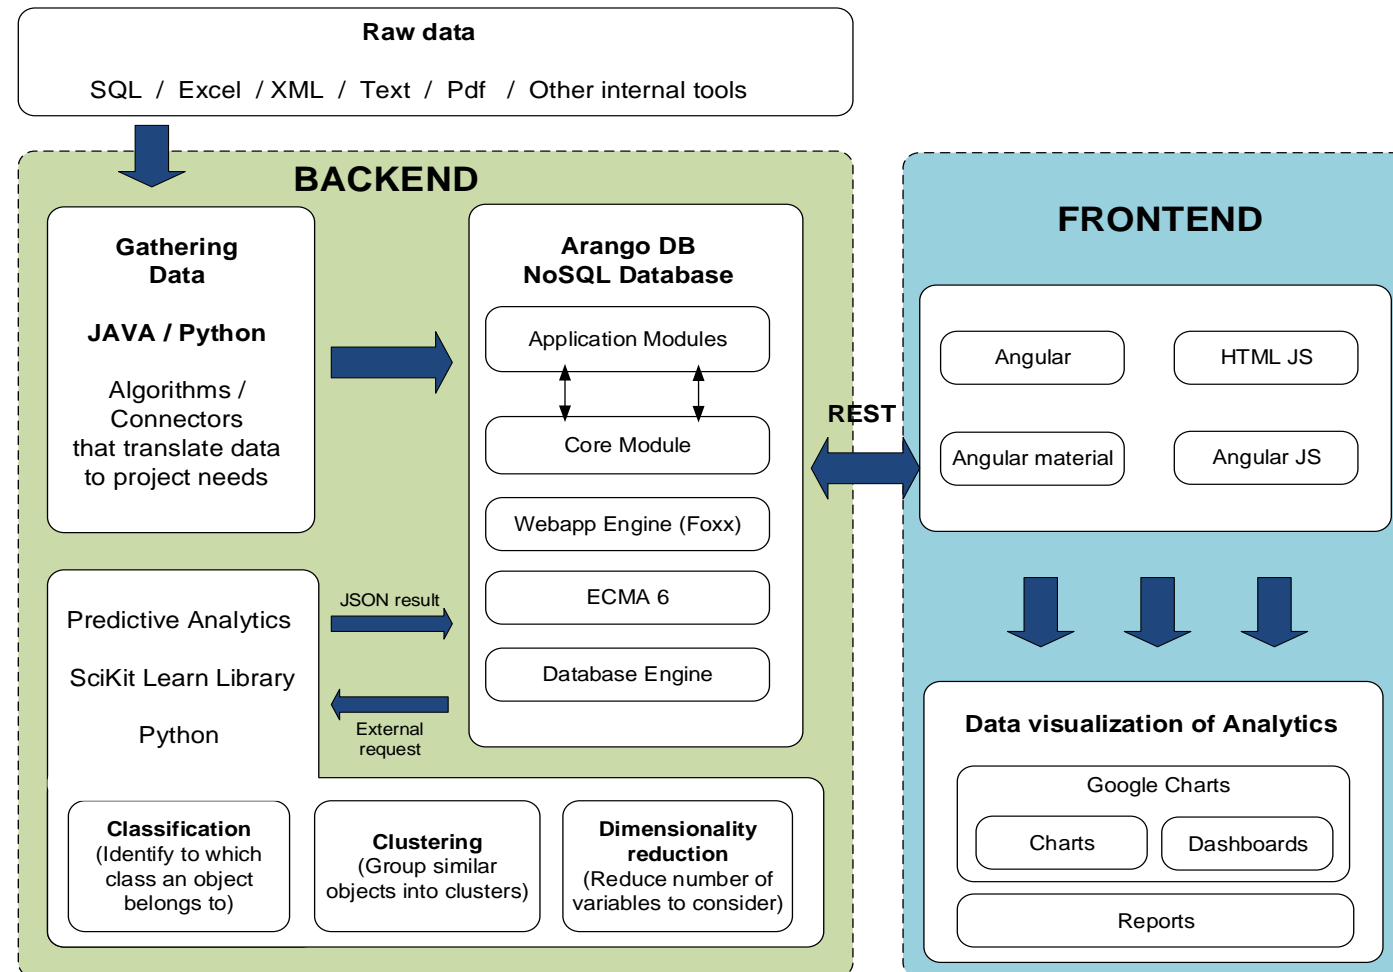 Raw data
SQL / Excel / XML / Text / Pdf / Other internal tools
BACKEND
Gathering
Data
JAVA / Python
Algorithms /
Connectors
that translate data
to project needs
Arango DB
NoSQL Database
Application Modules
Core Module
Webapp Engine (Foxx)
ECMA 6
Database Engine
JSON result
External
request
Predictive Analytics
SciKit Learn Library
Python
Classification
(Identify to which
class an object
belongs to)
Clustering
(Group similar
objects into clusters)
Dimensionality
reduction
(Reduce number of
variables to consider)
REST
FRONTEND
Angular
HTML JS
Angular material
Angular JS
Data visualization of Analytics
Google Charts
Charts
Dashboards
Reports